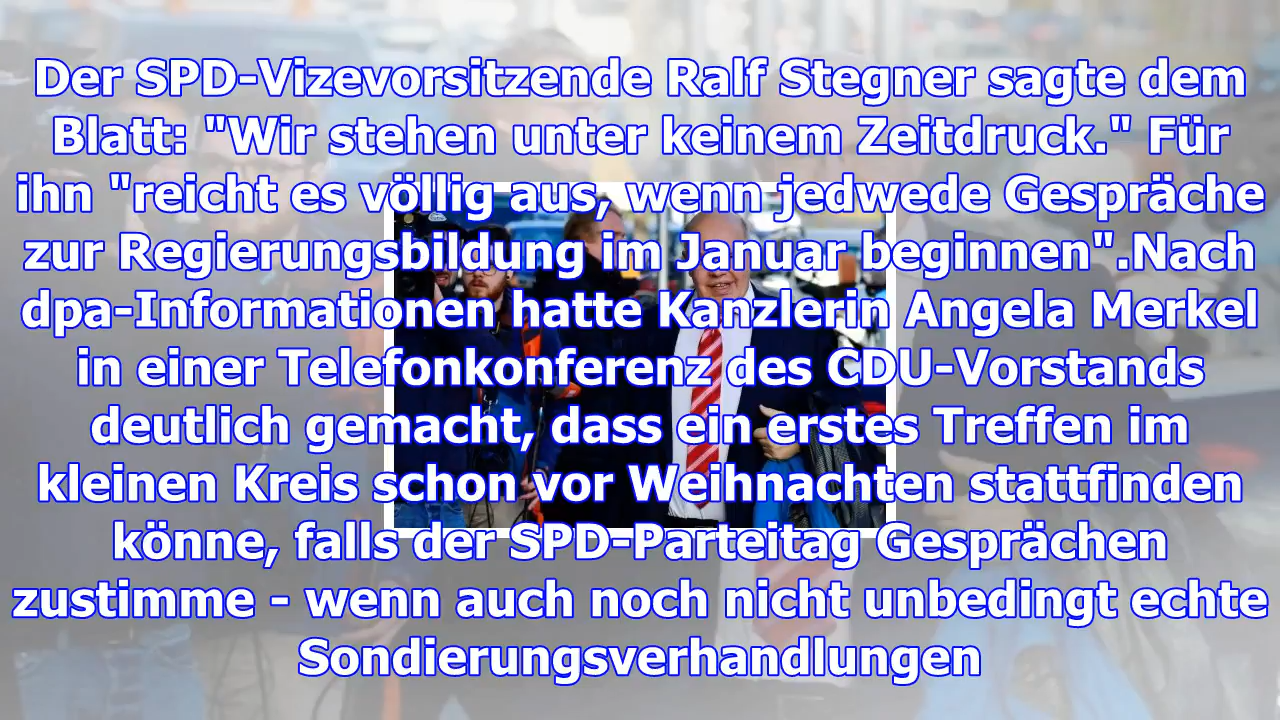 Der SPD-Vizevorsitzende Ralf Stegner sagte dem
Blatt: "Wir stehen unter keinem Zeitdruck." Für
ihn "reicht es völlig aus, wenn jedwede Gespräche
zur Regierungsbildung im Januar beginnen".Nach
dpa-Informationen hatte Kanzlerin Angela Merkel
in einer Telefonkonferenz des CDU-Vorstands
deutlich gemacht, dass ein erstes Treffen im
kleinen Kreis schon vor Weihnachten stattfinden
könne, falls der SPD-Parteitag Gesprächen
zustimme - wenn auch noch nicht unbedingt echte
Sondierungsverhandlungen